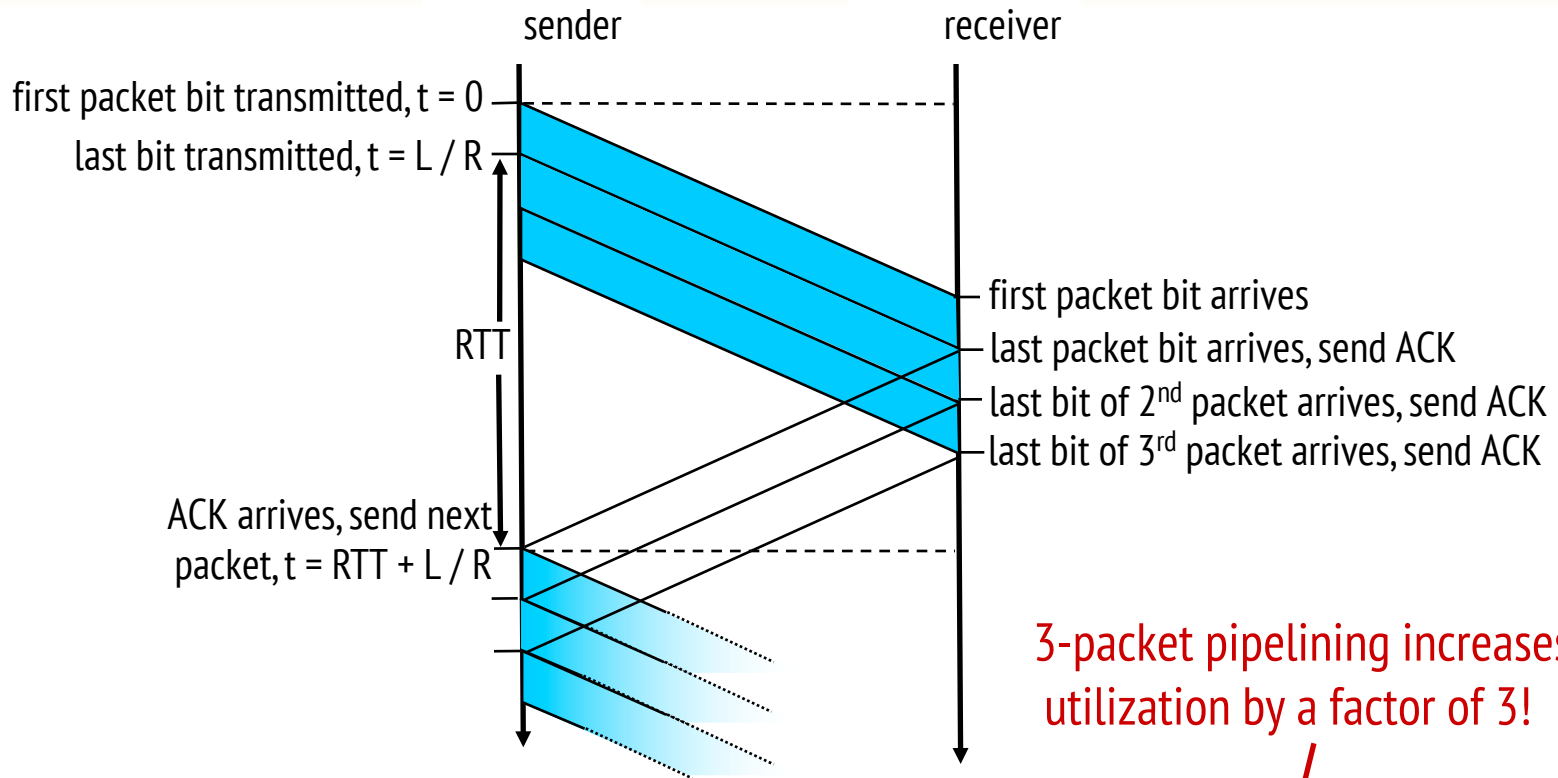 sender
receiver
first packet bit transmitted, t = 0
last bit transmitted, t = L / R
first packet bit arrives
RTT
last packet bit arrives, send ACK
last bit of 2nd packet arrives, send ACK
last bit of 3rd packet arrives, send ACK
ACK arrives, send next
packet, t = RTT + L / R
3-packet pipelining increases
utilization by a factor of 3!